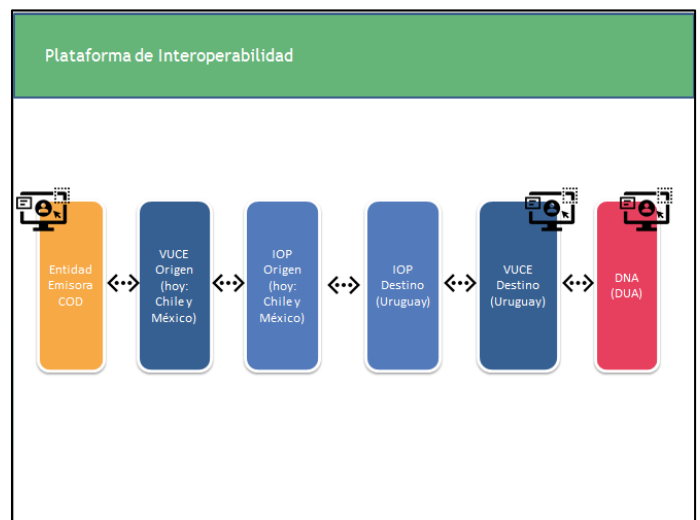 Plataforma de Interoperabilidad
Entidad
Emisora
COD
VUCE
Origen
(hoy:
Chile y
México)
IOP
Origen
(hoy:
Chile y
México)
IOP
Destino
(Uruguay)
VUCE
Destino
(Uruguay)
DNA
(DUA)